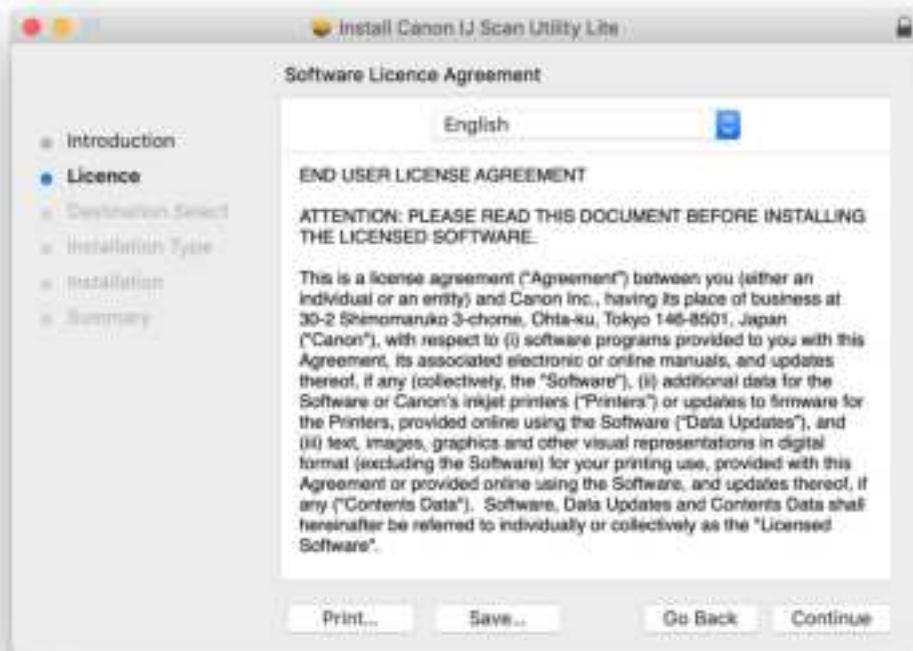 Install Canon IJ Scan Utility Lite
Software Licence Agreement
Introduction
Licence
Destination Select
Installation Type
Installation
Summary
English
END USER LICENSE AGREEMENT
ATTENTION: PLEASE READ THIS DOCUMENT BEFORE INSTALLING
THE LICENSED SOFTWARE.
This is a license agreement ("Agreement") between you (either an
individual or an entity) and Canon Inc., having its place of business at
30-2 Shimomaruko 3-chome, Ohta-ku, Tokyo 146-8501, Japan
("Canon"), with respect to (i) software programs provided to you with this
Agreement, its associated electronic or online manuals, and updates
thereof, if any (collectively, the "Software"), (ii) additional data for the
Software or Canon's inkjet printers ("Printers") or updates to firmware for
the Printers, provided online using the Software ("Data Updates"), and
(iii) text, images, graphics and other visual representations in digital
format (excluding the Software) for your printing use, provided with this
Agreement or provided online using the Software, and updates thereof, if
any ("Contents Data"). Software, Data Updates and Contents Data shall
hereinafter be referred to individually or collectively as the "Licensed
Software".
Print...
Save...
Go Back
Continue